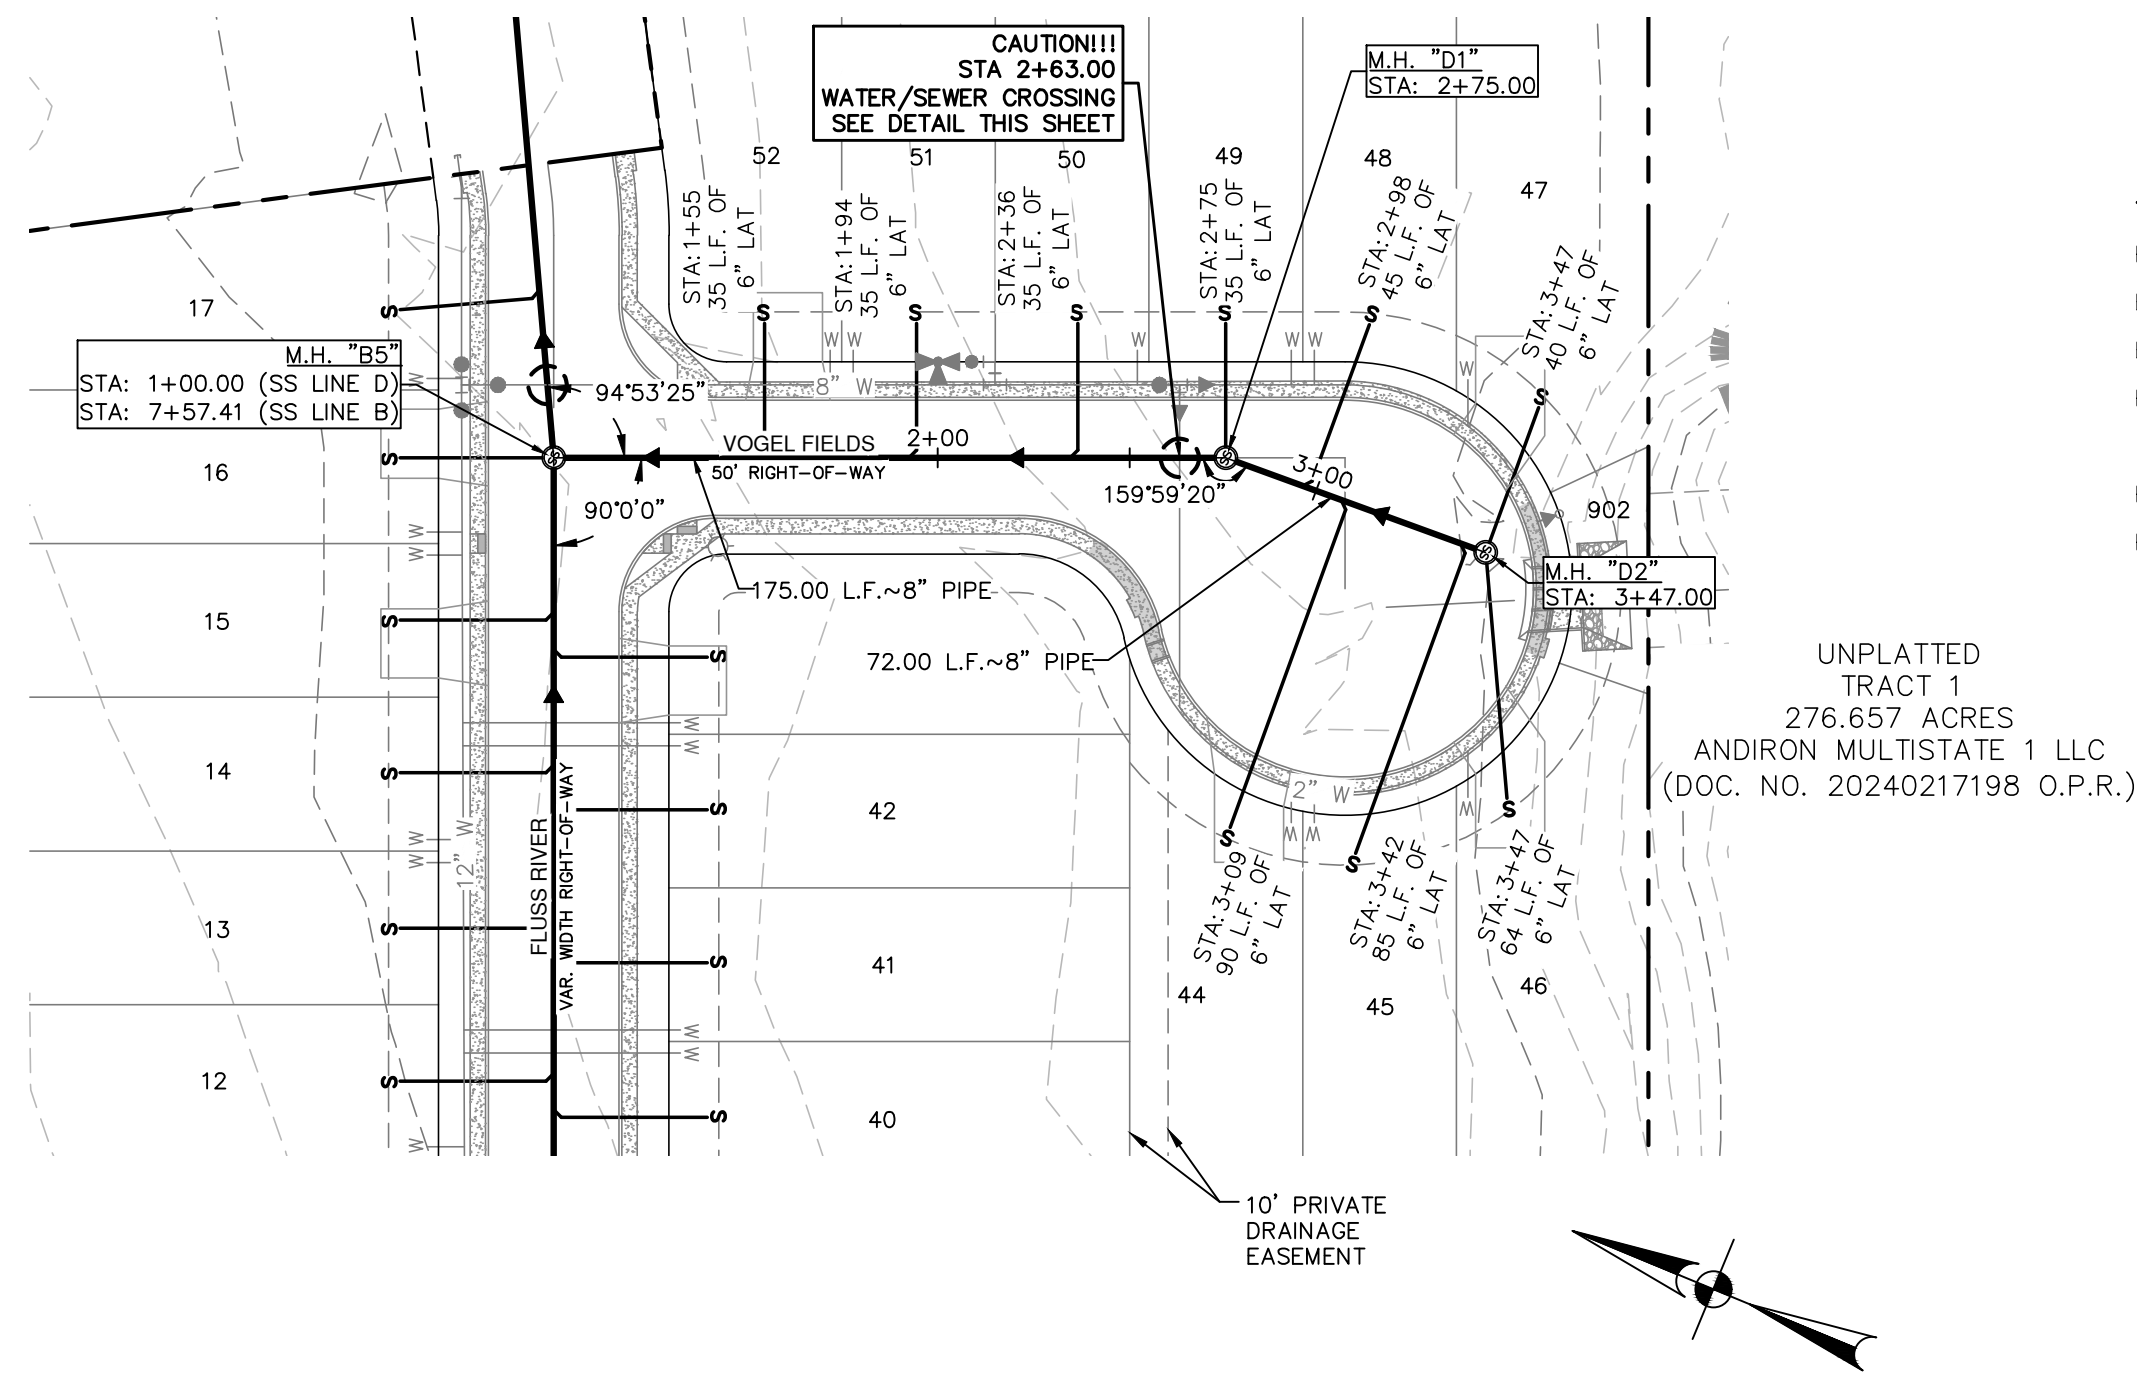 CAUTION!!!
STA 2+63.00
WATER/SEWER CROSSING
SEE DETAIL THIS SHEET
M.H. "D1"
STA: 2+75.00
52
51
50
49
48
47
STA:1+55
35 L.F. OF
6" LAT
STA:1+94
35 L.F. OF
6" LAT
STA:2+36
35 L.F. OF
6" LAT
STA:2+75
35 L.F. OF
6" LAT
STA:2+98
45 L.F. OF
6" LAT
STA:3+47
40 L.F. OF
6" LAT
17
M.H. "B5"
STA: 1+00.00 (SS LINE D)
STA: 7+57.41 (SS LINE B)
94°53'25"
8" W
VOGEL FIELDS
2+00
50' RIGHT-OF-WAY
3+00
159°59'20"
90°0'0"
902
16
M.H. "D2"
STA: 3+47.00
175.00 L.F.~8" PIPE
15
72.00 L.F.~8" PIPE
UNPLATTED
TRACT 1
276.657 ACRES
ANDIRON MULTISTATE 1 LLC
(DOC. NO. 20240217198 O.P.R.)
14
2" W
42
12" W
FLUSS RIVER
VAR. WIDTH RIGHT-OF-WAY
STA:3+09
90 L.F. OF
6" LAT
STA:3+42
85 L.F. OF
6" LAT
STA:3+47
64 L.F. OF
6" LAT
13
41
44
45
46
12
40
10' PRIVATE
DRAINAGE
EASEMENT